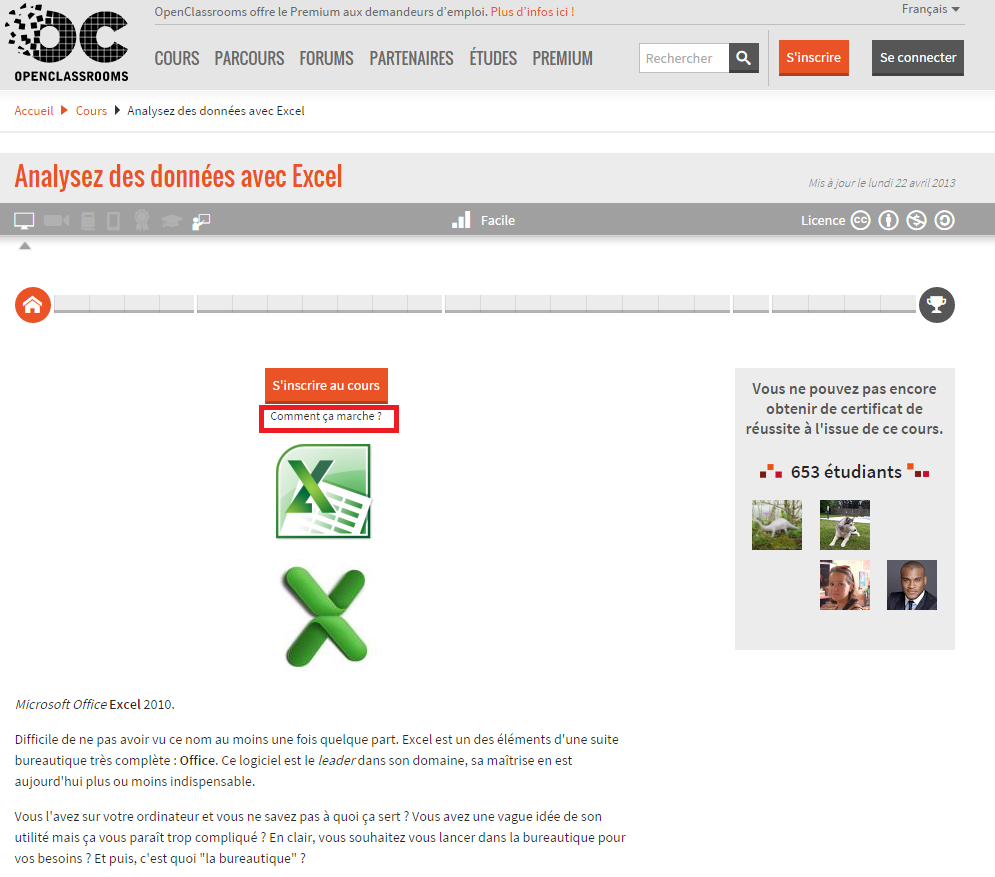 OpenClassrooms offre le Premium aux demandeurs d'emploi. Plus d'infos ici !
Français
OC
OPENCLASSROOMS
COURS PARCOURS FORUMS PARTENAIRES ÉTUDES PREMIUM
Rechercher
S'inscrire
Se connecter
Accueil Cours Analysez des données avec Excel
Analysez des données avec Excel
Mis à jour le lundi 22 avril 2013
Facile
Licence cc
S'inscrire au cours
Comment ça marche ?
Vous ne pouvez pas encore
obtenir de certificat de
réussite à l'issue de ce cours.
653 étudiants
Microsoft Office Excel 2010.
Difficile de ne pas avoir vu ce nom au moins une fois quelque part. Excel est un des éléments d'une suite
bureautique très complète : Office. Ce logiciel est le leader dans son domaine, sa maîtrise en est
aujourd'hui plus ou moins indispensable.
Vous l'avez sur votre ordinateur et vous ne savez pas à quoi ça sert ? Vous avez une vague idée de son
utilité mais ça vous paraît trop compliqué ? En clair, vous souhaitez vous lancer dans la bureautique pour
vos besoins ? Et puis, c'est quoi "la bureautique" ?